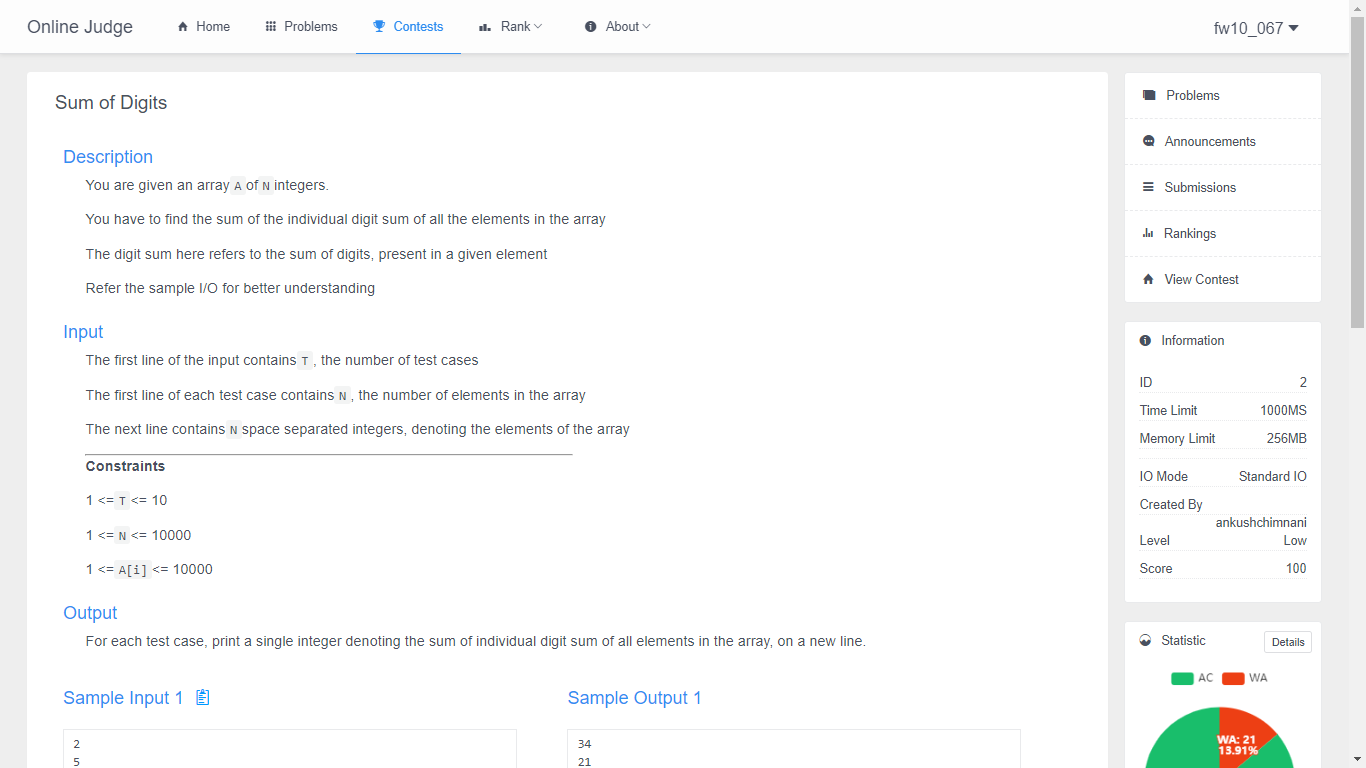 Online Judge
Home
Problems
Contests
Rank
About
fw10_067
Sum of Digits
Description
You are given an array A of N integers.
You have to find the sum of the individual digit sum of all the elements in the array
The digit sum here refers to the sum of digits, present in a given element
Refer the sample I/O for better understanding
Input
The first line of the input contains T , the number of test cases
The first line of each test case contains N , the number of elements in the array
The next line contains N space separated integers, denoting the elements of the array
Constraints
1 <= T <= 10
1 <= N <= 10000
1 <= A[i] <= 10000
Output
For each test case, print a single integer denoting the sum of individual digit sum of all elements in the array, on a new line.
Sample Input 1
2
5
Sample Output 1
34
21
Problems
Announcements
Submissions
Rankings
View Contest
Information
ID 2
Time Limit 1000MS
Memory Limit 256MB
IO Mode Standard IO
Created By
ankushchimnani
Level Low
Score 100
Statistic
Details
AC WA
WA: 21
13.91%